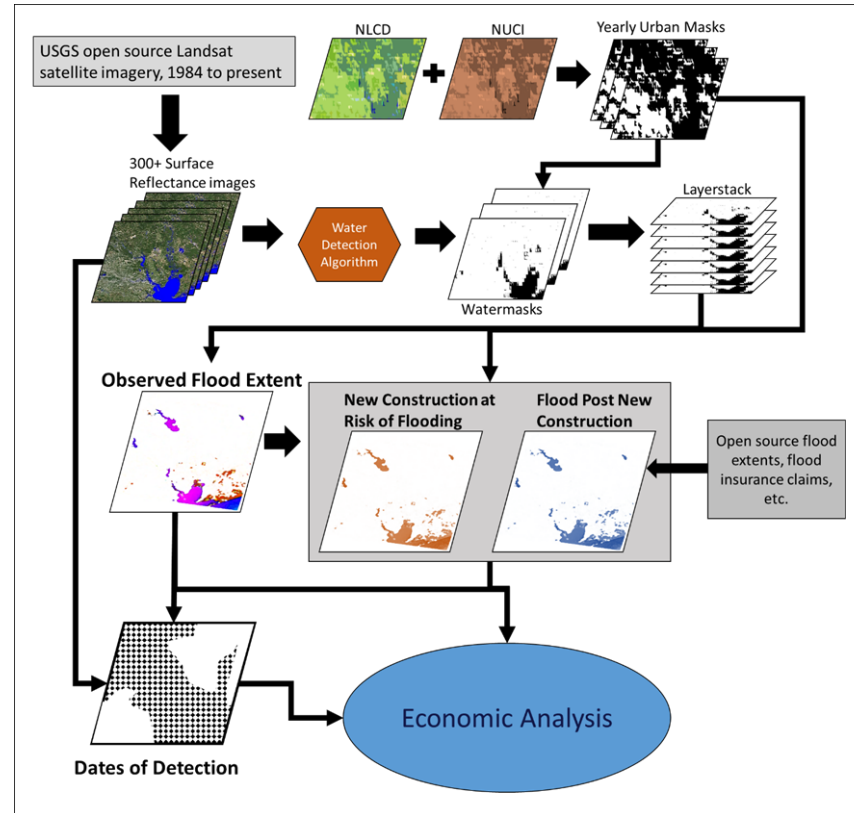 USGS open source Landsat
satellite imagery, 1984 to present
NLCD
NUCI
Yearly Urban Masks
300+ Surface
Reflectance images
Water
Detection
Algorithm
Watermasks
Layerstack
Observed Flood Extent
New Construction at
Risk of Flooding
Flood Post New
Construction
Open source flood
extents, flood
insurance claims,
etc.
Dates of Detection
Economic Analysis